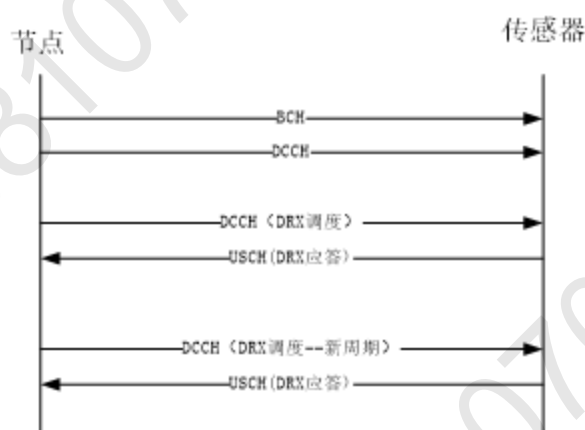 节点
传感器
BCH
DCCH
DCCH（DRX调度）
USCH(DRX应答)
DCCH（DRX调度--新周期）
USCH(DRX应答)